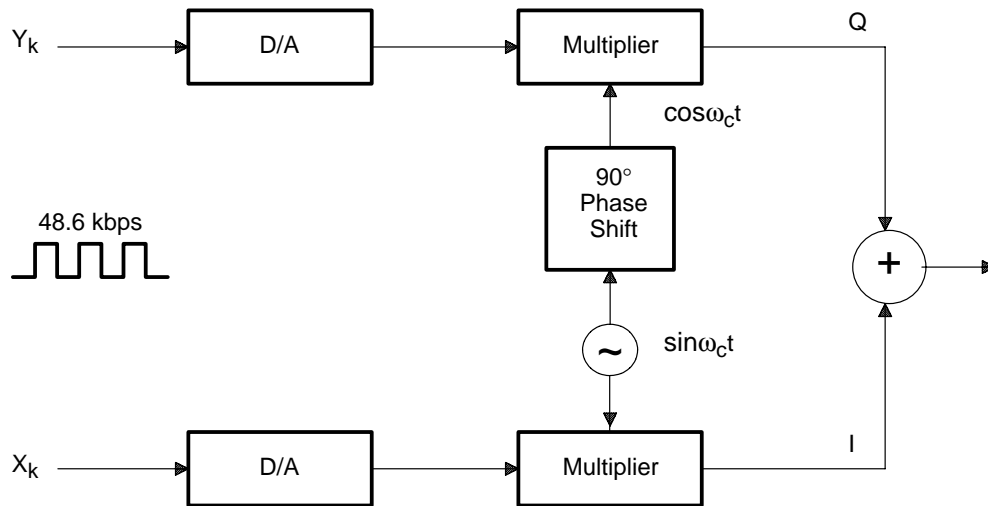 Yk
D/A
Multiplier
Q
cosωct
90°
Phase
Shift
48.6 kbps
+
~
sinωct
Xk
D/A
Multiplier
I